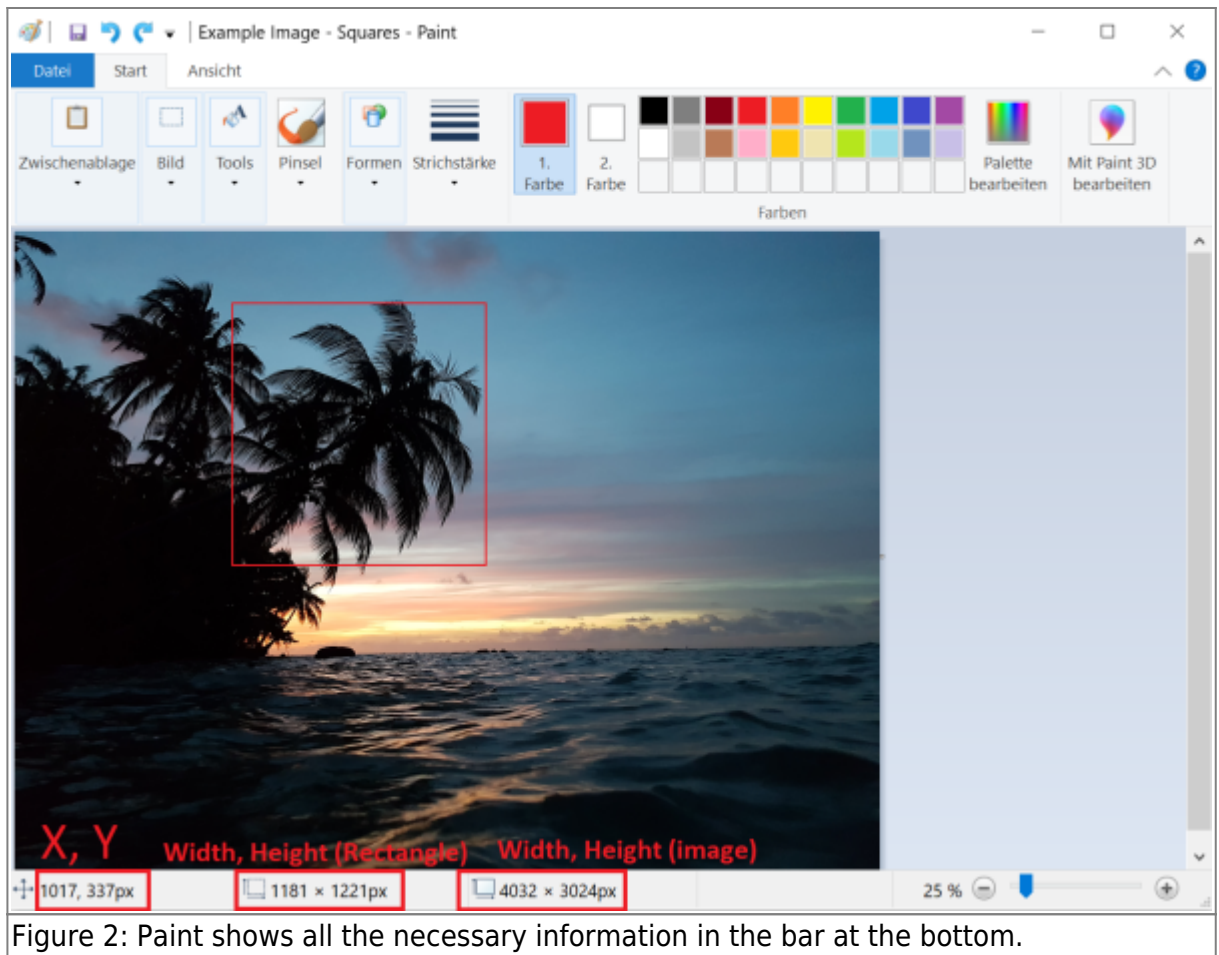 Example Image - Squares - Paint
Datei Start Ansicht
Zwischenablage Bild Tools Pinsel Formen Strichstärke 1. Farbe 2. Farbe Palette bearbeiten Mit Paint 3D bearbeiten
Farben
X, Y Width, Height (Rectangle) Width, Height (image)
1017, 337px 1181 × 1221px 4032 × 3024px 25 %
Figure 2: Paint shows all the necessary information in the bar at the bottom.